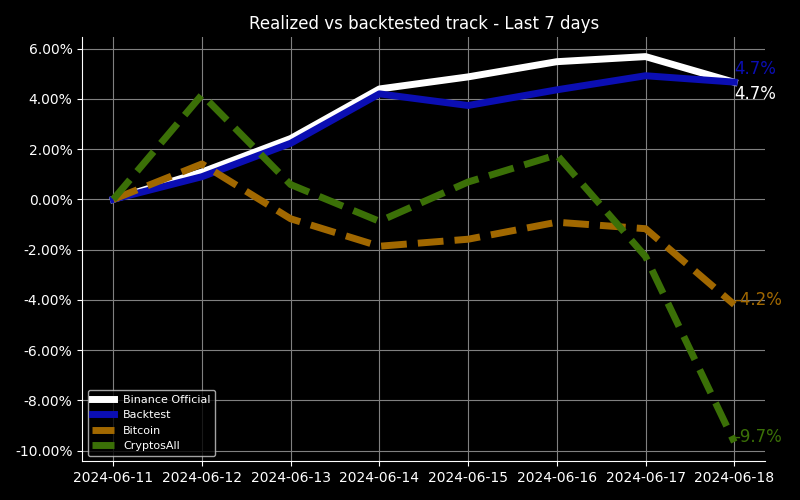 Realized vs backtested track - Last 7 days
6.00%
4.00%
2.00%
0.00%
-2.00%
-4.00%
-6.00%
-8.00%
-10.00%
4.7%
4.7%
-4.2%
-9.7%
Binance Official
Backtest
Bitcoin
CryptosAll
2024-06-11 2024-06-12 2024-06-13 2024-06-14 2024-06-15 2024-06-16 2024-06-17 2024-06-18